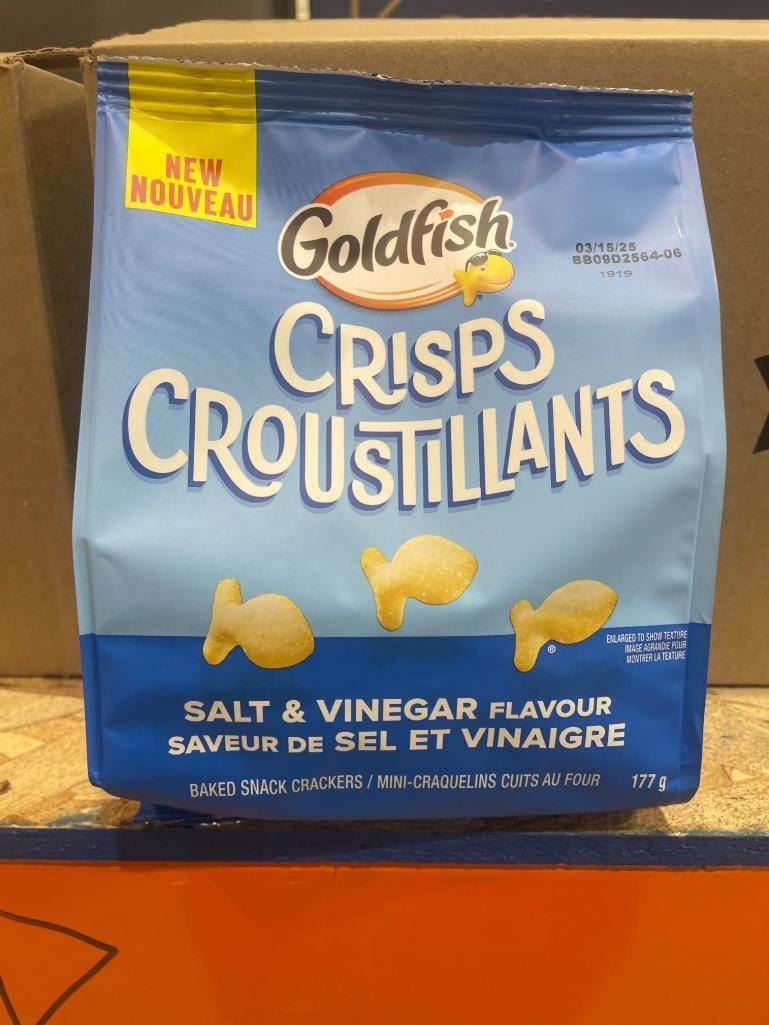 NEW
NOUVEAU
Goldfish
03/15/25
BB09D2564-06
1919
CRISPS
CROUSTILLANTS
ENLARGED TO SHOW TEXTURE
IMAGE AGRANDIE POUR
MONTRER LA TEXTURE
®
SALT & VINEGAR FLAVOUR
SAVEUR DE SEL ET VINAIGRE
BAKED SNACK CRACKERS / MINI-CRAQUELINS CUITS AU FOUR 177 g